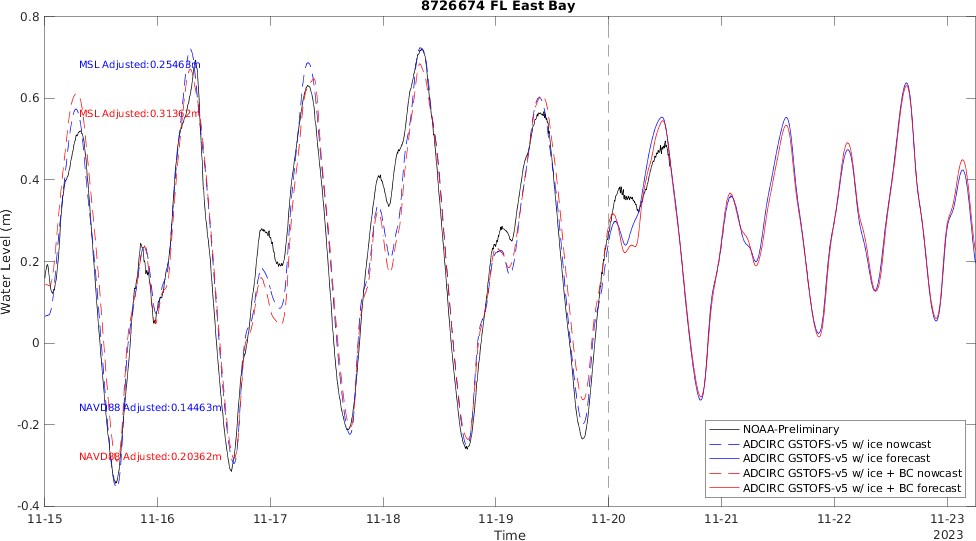 8726674 FL East Bay
0.8
0.6
0.4
0.2
0
-0.2
-0.4
Water Level (m)
MSL Adjusted:0.25463m
MSL Adjusted:0.31362m
NAVD88 Adjusted:0.14463m
NAVD88 Adjusted:0.20362m
NOAA-Preliminary
ADCIRC GSTOFS-v5 w/ ice nowcast
ADCIRC GSTOFS-v5 w/ ice forecast
ADCIRC GSTOFS-v5 w/ ice + BC nowcast
ADCIRC GSTOFS-v5 w/ ice + BC forecast
11-15 11-16 11-17 11-18 11-19 11-20 11-21 11-22 11-23
Time
2023